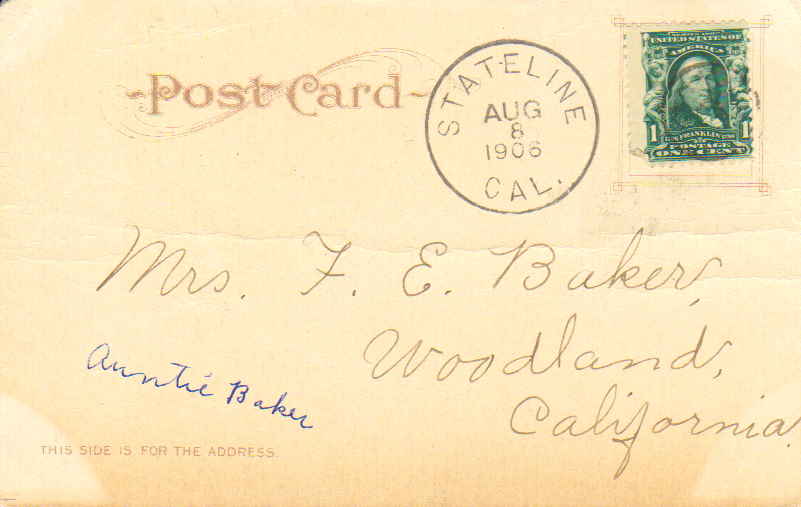 Post Card
STATELINE
AUG
8
1906
CAL.
UNITED STATES OF
AMERICA
1 1
FRANKLIN
POSTAGE
ONE CENT
Mrs. F. E. Baker,
Woodland,
California
Auntie Baker
THIS SIDE IS FOR THE ADDRESS.